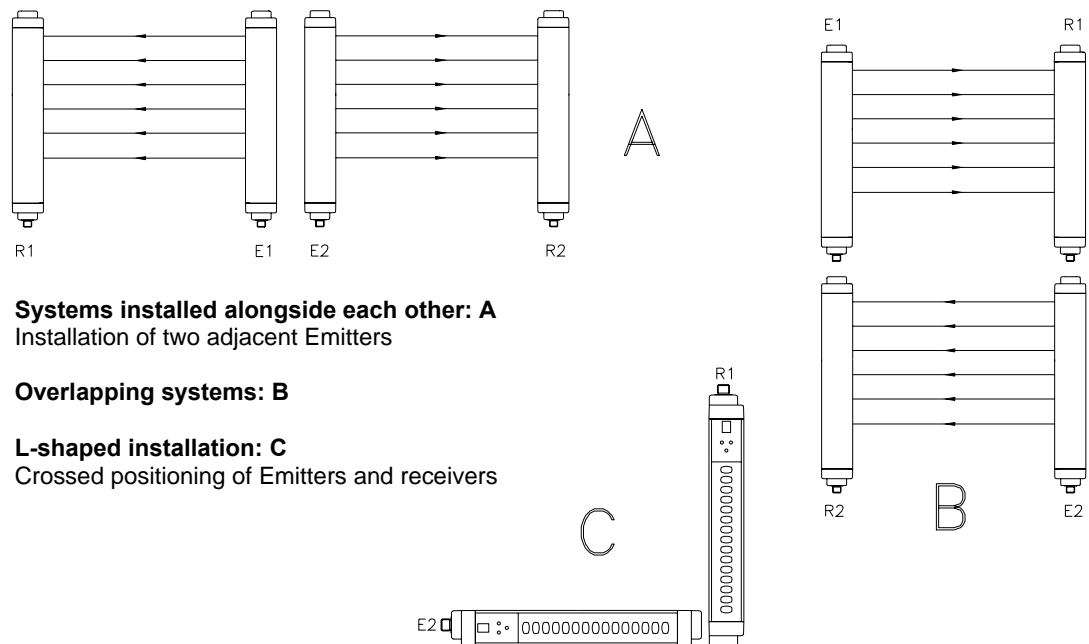 E1 R1
A
R1 E1 E2 R2
Systems installed alongside each other: A
Installation of two adjacent Emitters
Overlapping systems: B
R1
L-shaped installation: C
Crossed positioning of Emitters and receivers
R2 B E2
C
E2